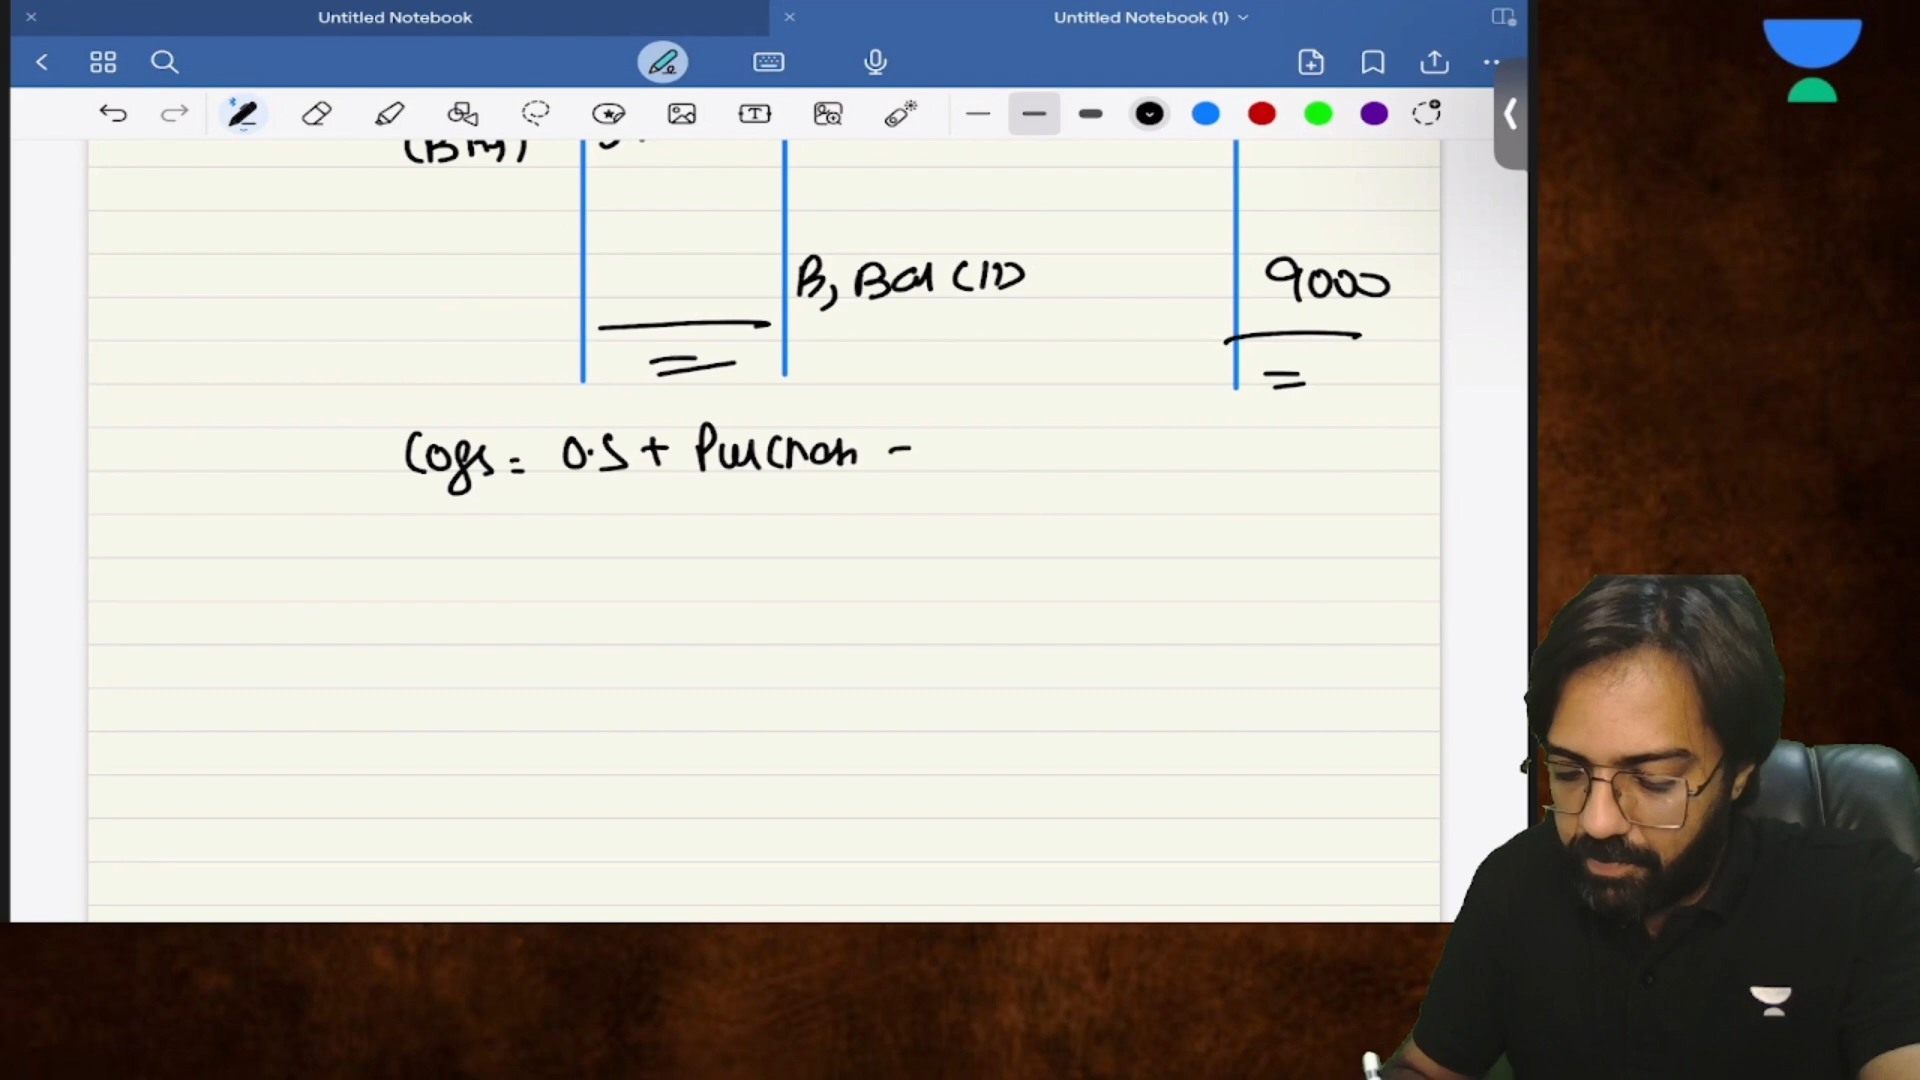 Untitled Notebook
Untitled Notebook (1)
B, Bal C/D 9000
Cogs = O.S + Purchase -